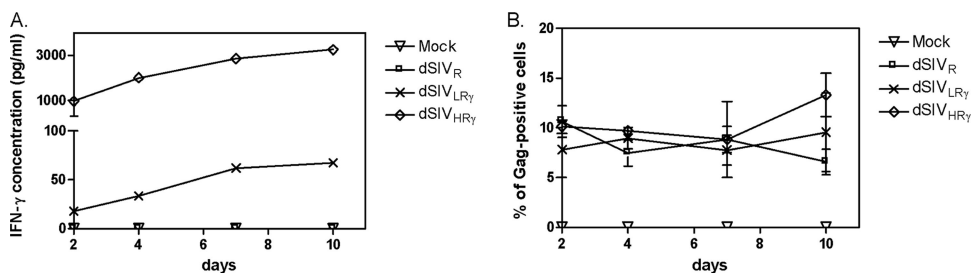 A.
IFN-γ concentration (pg/ml)
3000
1000
100
50
0
2
4
6
8
10
days
Mock
dSIVR
dSIVLRγ
dSIVHRγ
B.
% of Gag-positive cells
20
15
10
5
0
2
4
6
8
10
days
Mock
dSIVR
dSIVLRγ
dSIVHRγ